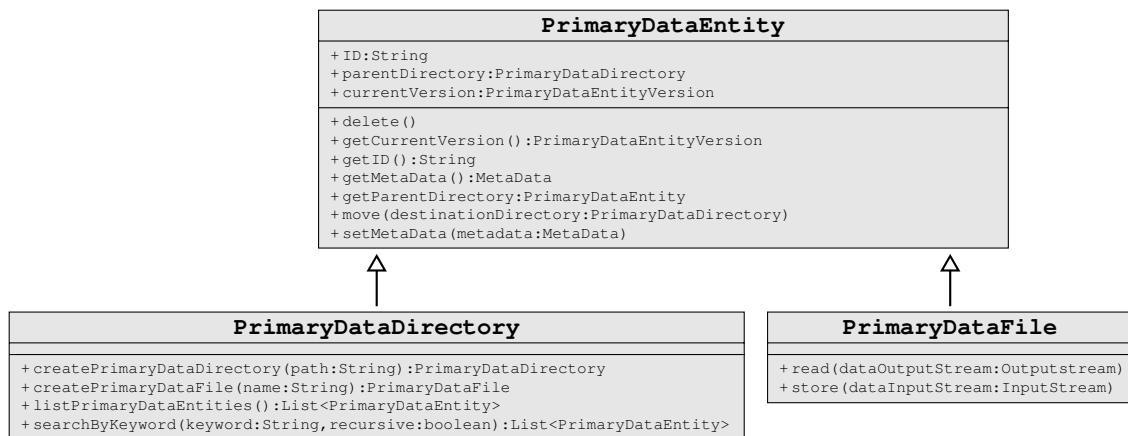 PrimaryDataEntity
+ID:String
+parentDirectory:PrimaryDataDirectory
+currentVersion:PrimaryDataEntityVersion
+delete()
+getCurrentVersion():PrimaryDataEntityVersion
+getID():String
+getMetaData():MetaData
+getParentDirectory:PrimaryDataEntity
+move(destinationDirectory:PrimaryDataDirectory)
+setMetaData(metadata:MetaData)
PrimaryDataDirectory
+createPrimaryDataDirectory(path:String):PrimaryDataDirectory
+createPrimaryDataFile(name:String):PrimaryDataFile
+listPrimaryDataEntities():List<PrimaryDataEntity>
+searchByKeyword(keyword:String,recursive:boolean):List<PrimaryDataEntity>
PrimaryDataFile
+read(dataOutputStream:Outputstream)
+store(dataInputStream:InputStream)